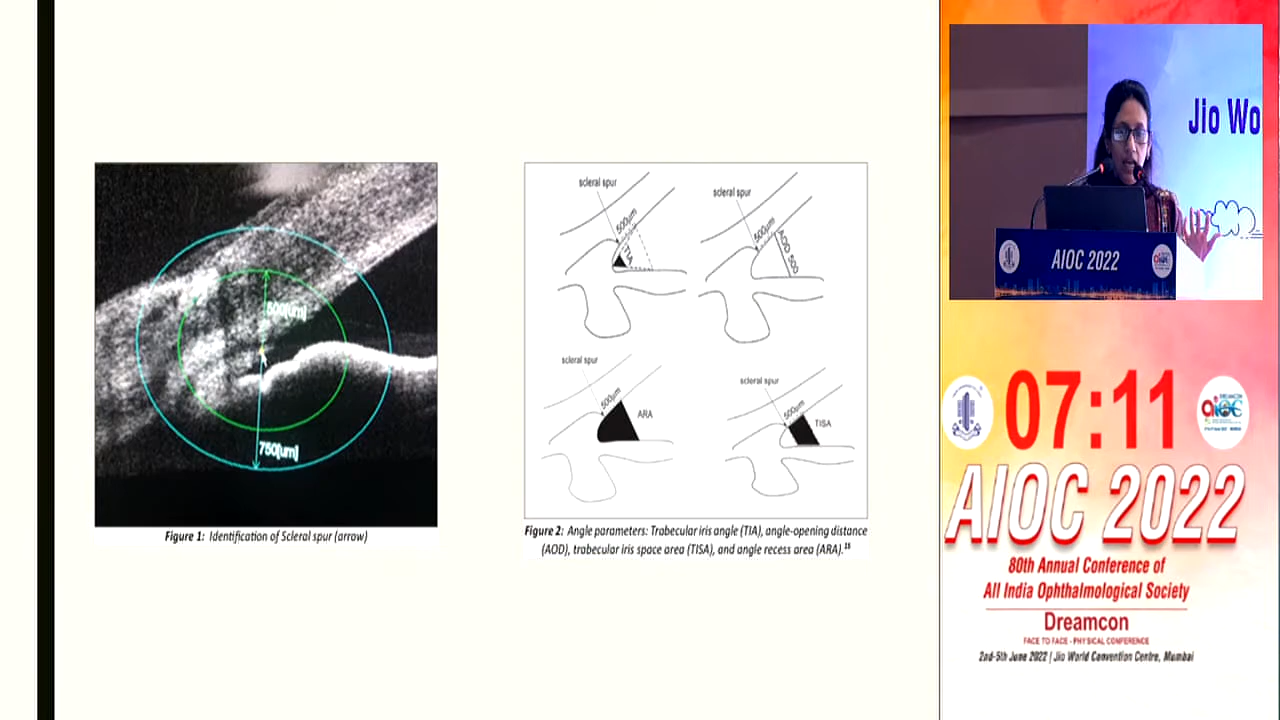 500[um]
750[um]
Figure 1: Identification of Scleral spur (arrow)
scleral spur
500µm
TIA
scleral spur
500µm
AOD 500
scleral spur
500µm
ARA
scleral spur
500µm
TISA
Figure 2: Angle parameters: Trabecular iris angle (TIA), angle-opening distance
(AOD), trabecular iris space area (TISA), and angle recess area (ARA).
Jio Wo
AIOC 2022
07:11
AIOC 2022
80th Annual Conference of
All India Ophthalmological Society
Dreamcon
FACE TO FACE - PHYSICAL CONFERENCE
2nd-5th June 2022 | Jio World Convention Centre, Mumbai